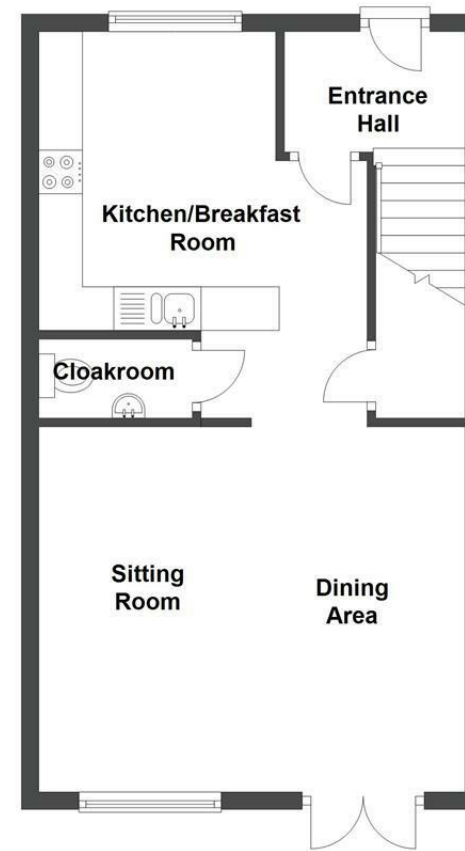 Entrance
Hall
Kitchen/Breakfast
Room
Cloakroom
Sitting
Room
Dining
Area